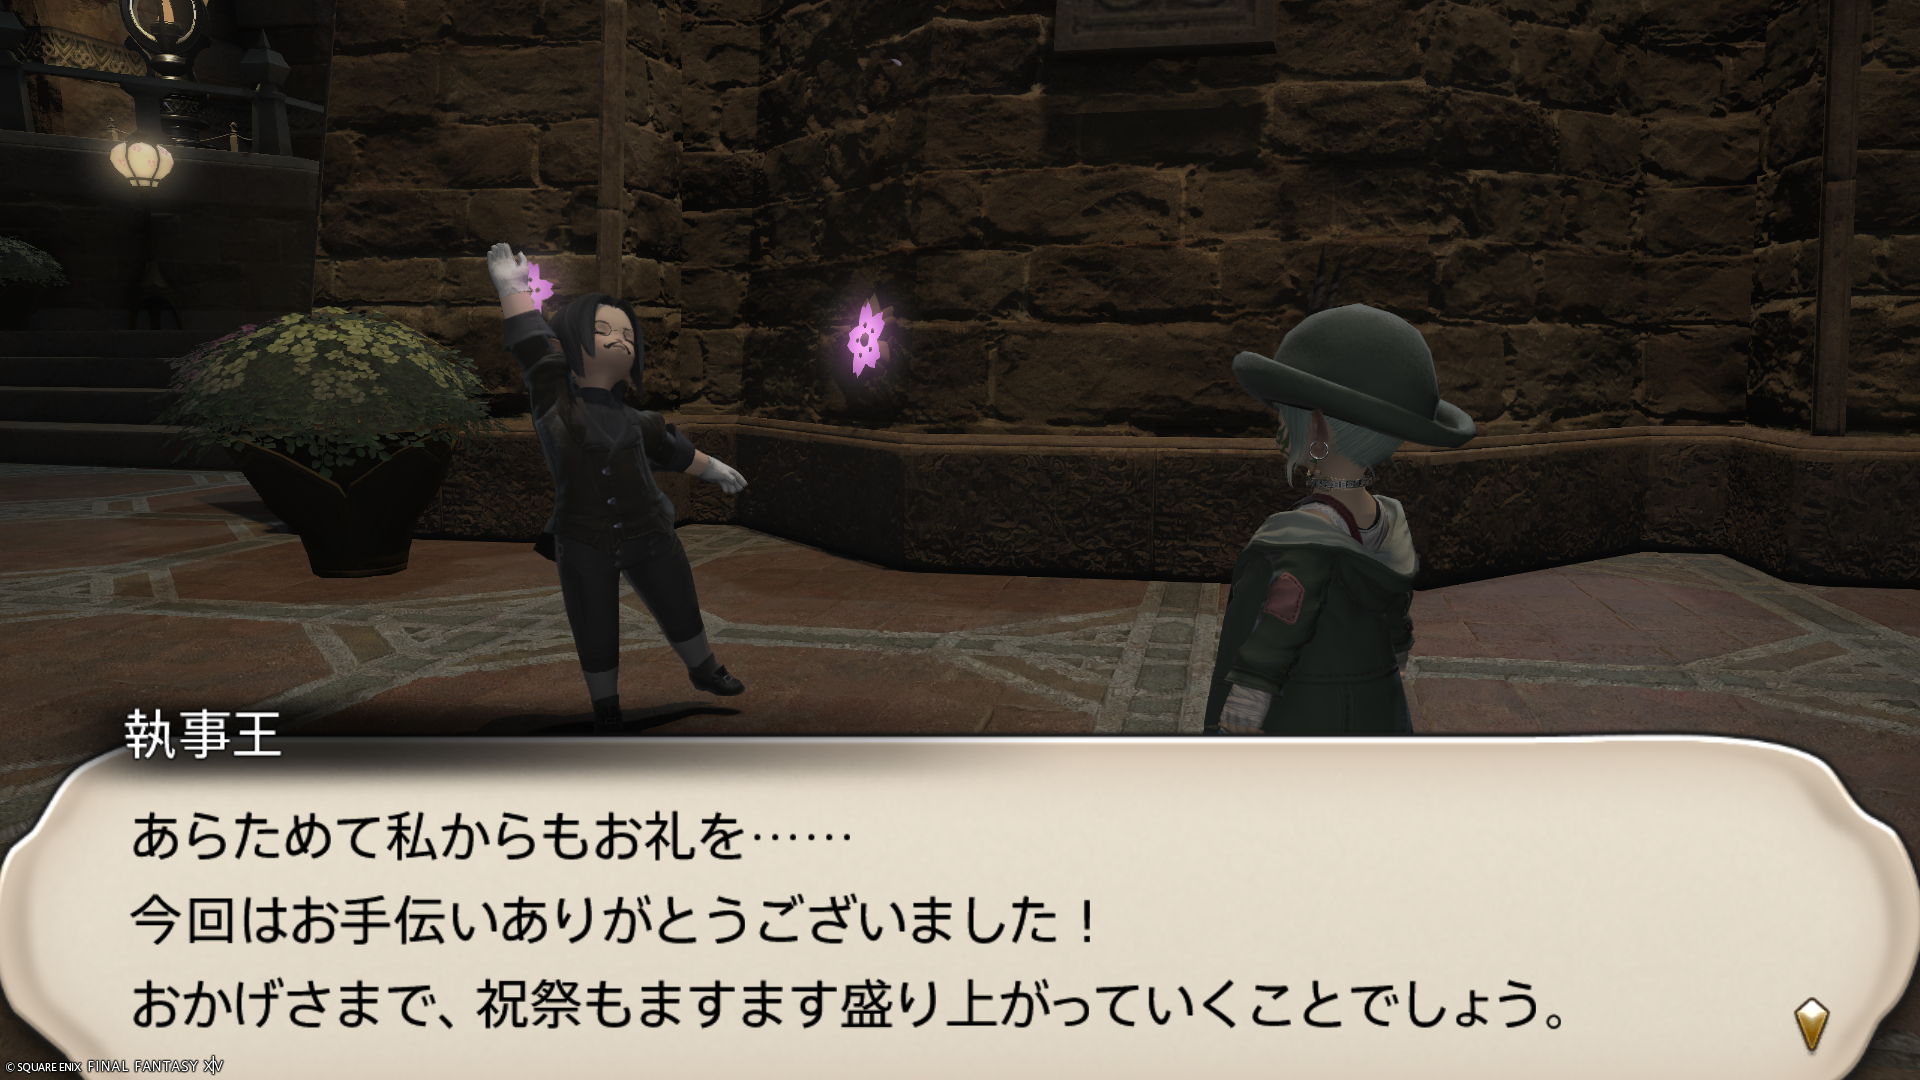 執事王
あらためて私からもお礼を……
今回はお手伝いありがとうございました！
おかげさまで、祝祭もますます盛り上がっていくことでしょう。
© SQUARE ENIX FINAL FANTASY XIV